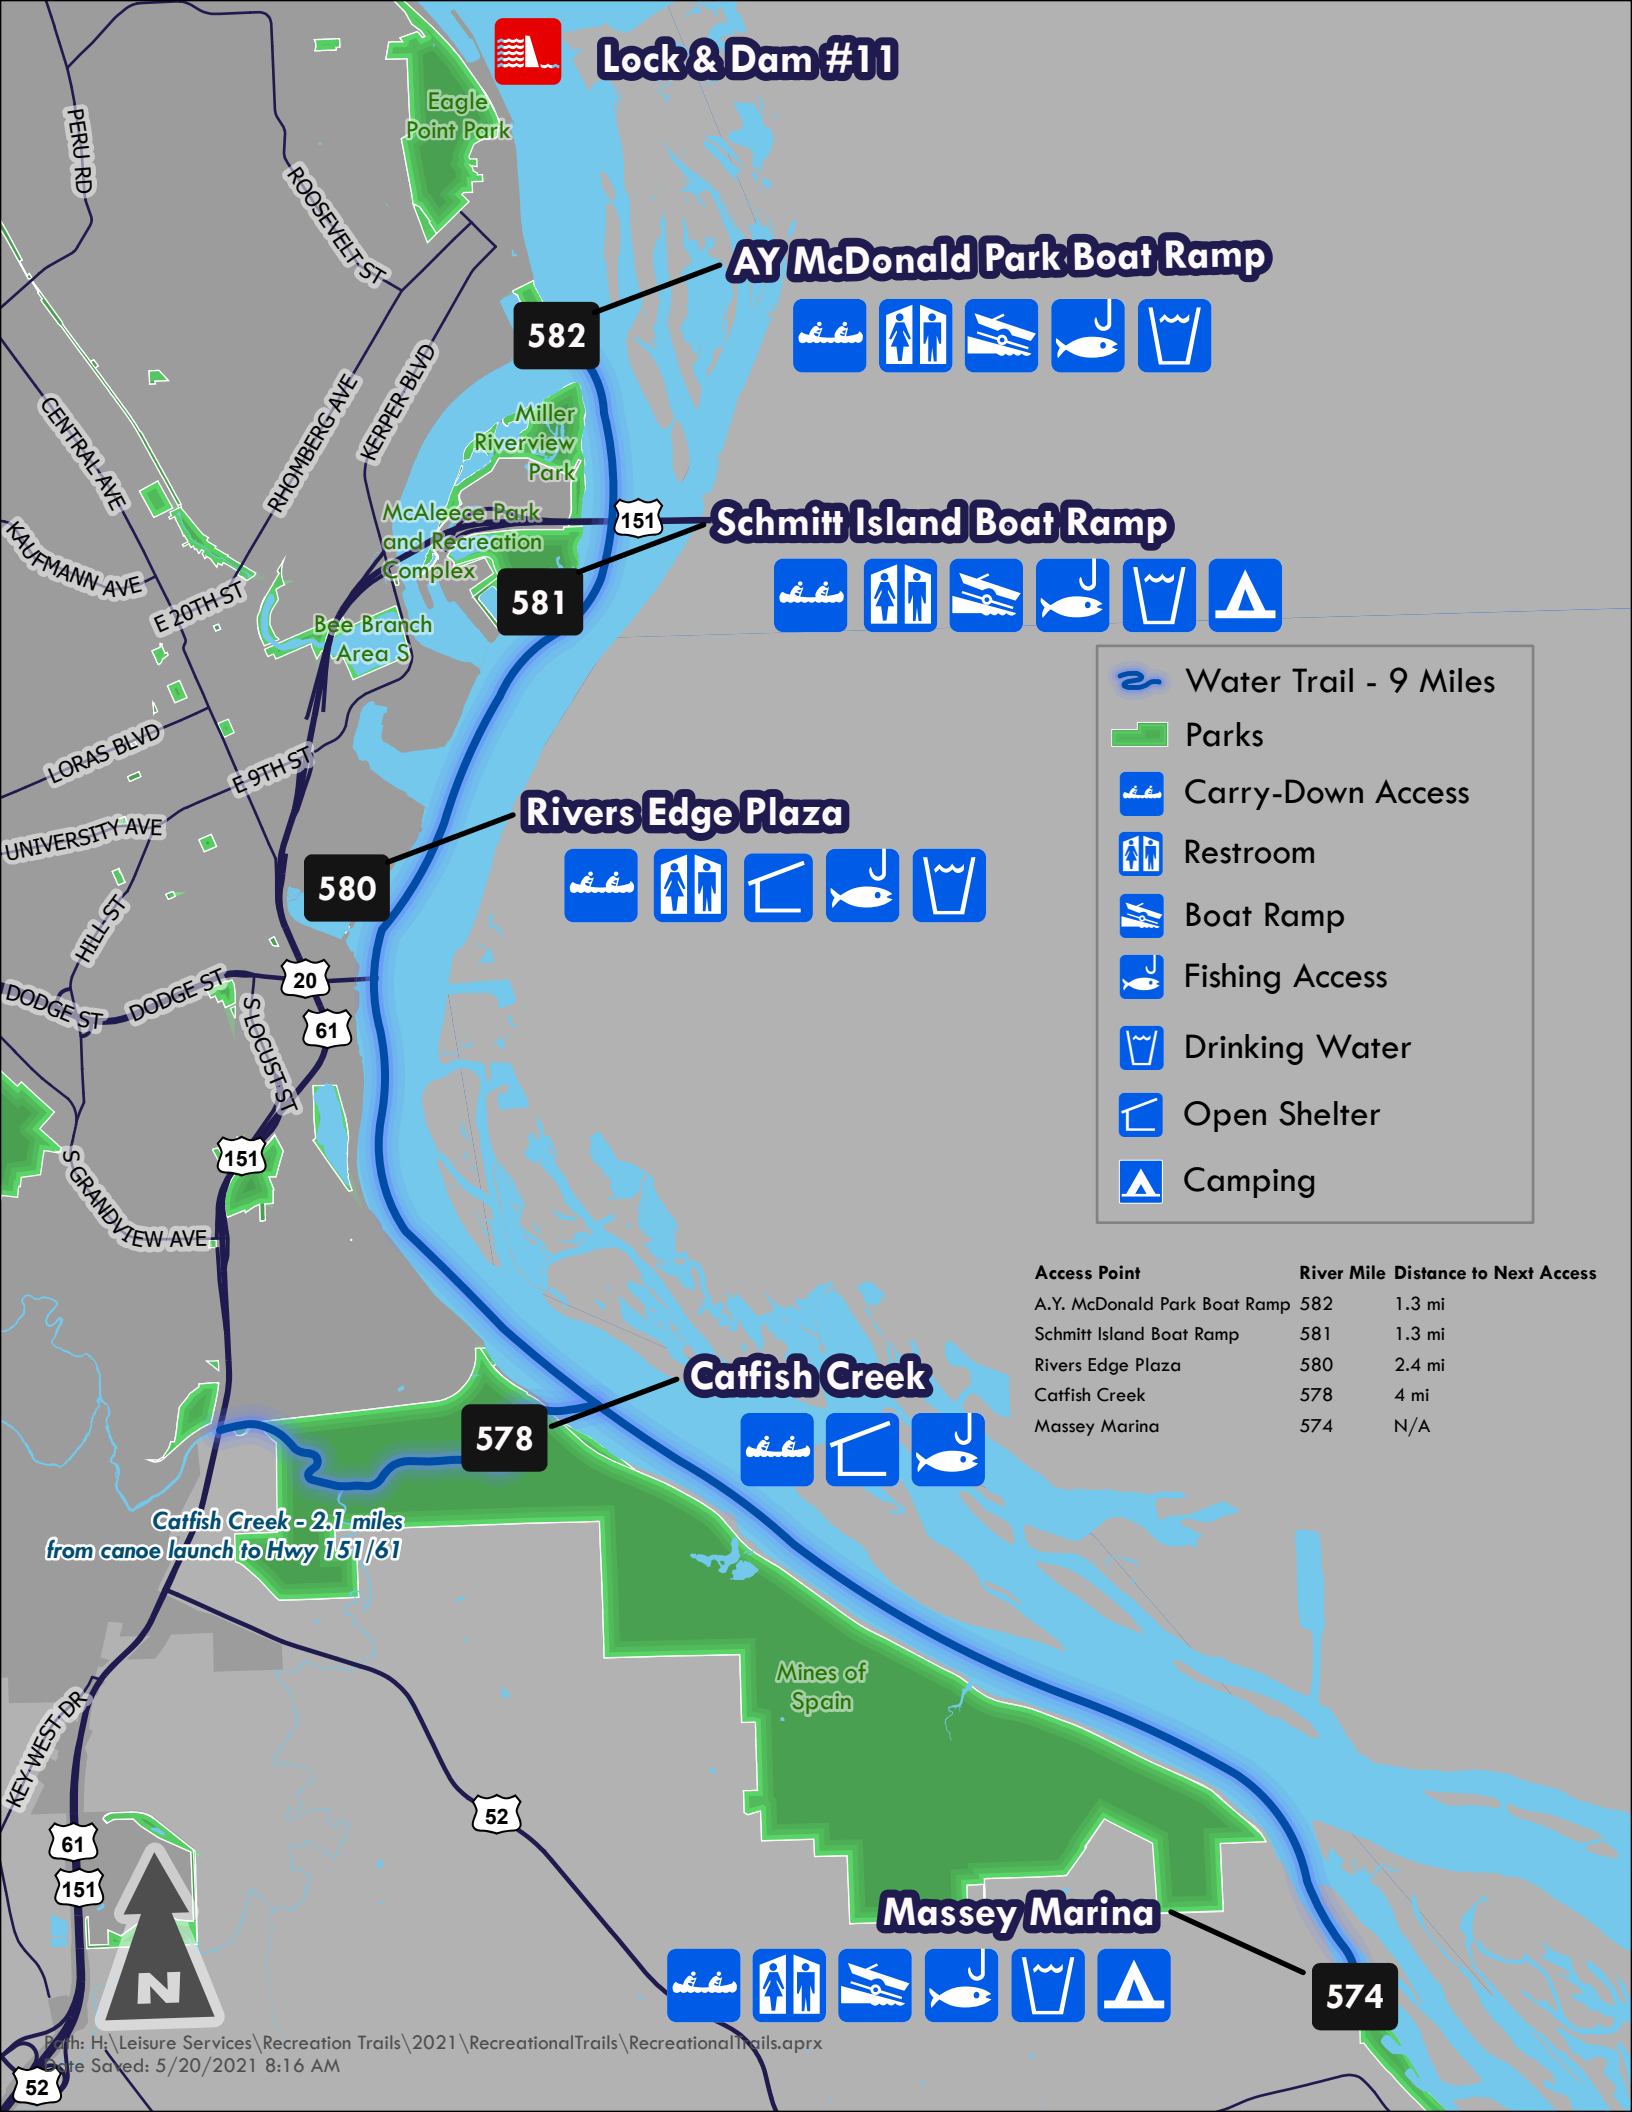 Lock & Dam #11
Eagle
Point Park
PERU RD
ROOSEVELT ST
AY McDonald Park Boat Ramp
582
CENTRAL AVE
RHOMBERG AVE
KERPER BLVD
Miller
Riverview
Park
McAleece Park
and Recreation
Complex
151
Schmitt Island Boat Ramp
581
KAUFMANN AVE
E 20TH ST
Bee Branch
Area S
Water Trail - 9 Miles
Parks
Carry-Down Access
Restroom
Boat Ramp
Fishing Access
Drinking Water
Open Shelter
Camping
LORAS BLVD
E 9TH ST
UNIVERSITY AVE
Rivers Edge Plaza
580
HILL ST
DODGE ST
DODGE ST
20
61
S LOCUST ST
151
S GRANDVIEW AVE
Access Point River Mile Distance to Next Access
A.Y. McDonald Park Boat Ramp 582 1.3 mi
Schmitt Island Boat Ramp 581 1.3 mi
Rivers Edge Plaza 580 2.4 mi
Catfish Creek 578 4 mi
Massey Marina 574 N/A
Catfish Creek
578
Catfish Creek - 2.1 miles
from canoe launch to Hwy 151/61
Mines of
Spain
KEY WEST DR
52
61
151
Massey Marina
574
N
Path: H:\Leisure Services\Recreation Trails\2021\RecreationalTrails\RecreationalTrails.aprx
Date Saved: 5/20/2021 8:16 AM
52